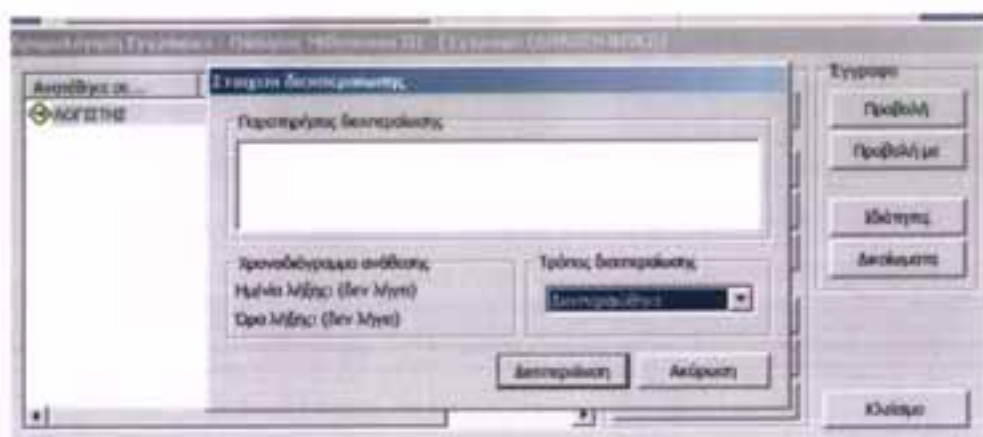 Ανατέθηκε σε...
ΛΟΓΙΣΤΗΣ
Στοιχεία διεκπεραίωσης
Παρατηρήσεις διεκπεραίωσης
Χρονοδιάγραμμα ανάθεσης
Ημ/νία λήξης: (δεν λήγει)
Ώρα λήξης: (δεν λήγει)
Τρόπος διεκπεραίωσης
Διεκπεραιώθηκε
Διεκπεραίωση
Ακύρωση
Έγγραφο
Προβολή
Προβολή με
Ιδιότητες
Δικαιώματα
Κλείσιμο